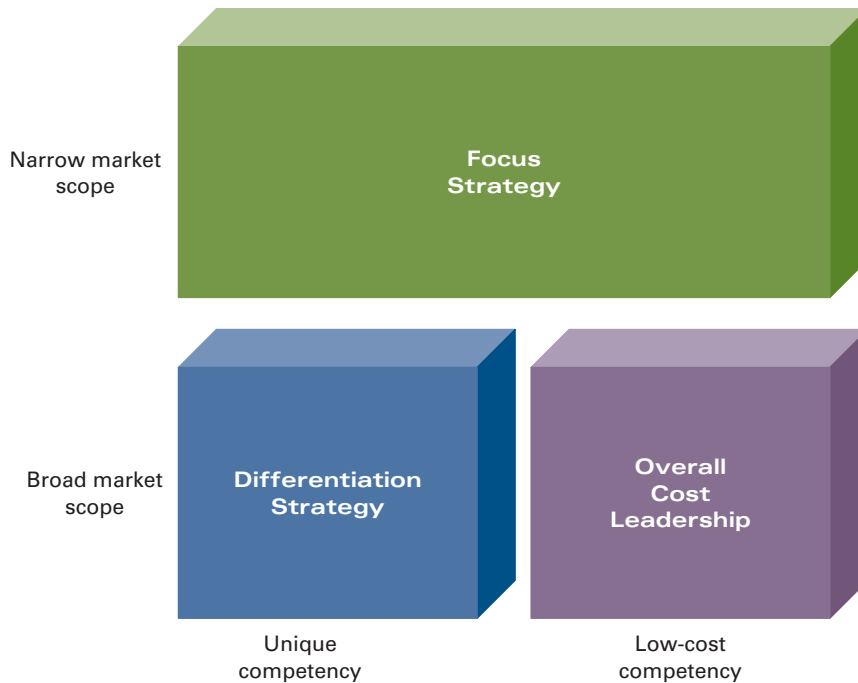 Narrow market
scope
Focus
Strategy
Broad market
scope
Differentiation
Strategy
Overall
Cost
Leadership
Unique
competency
Low-cost
competency